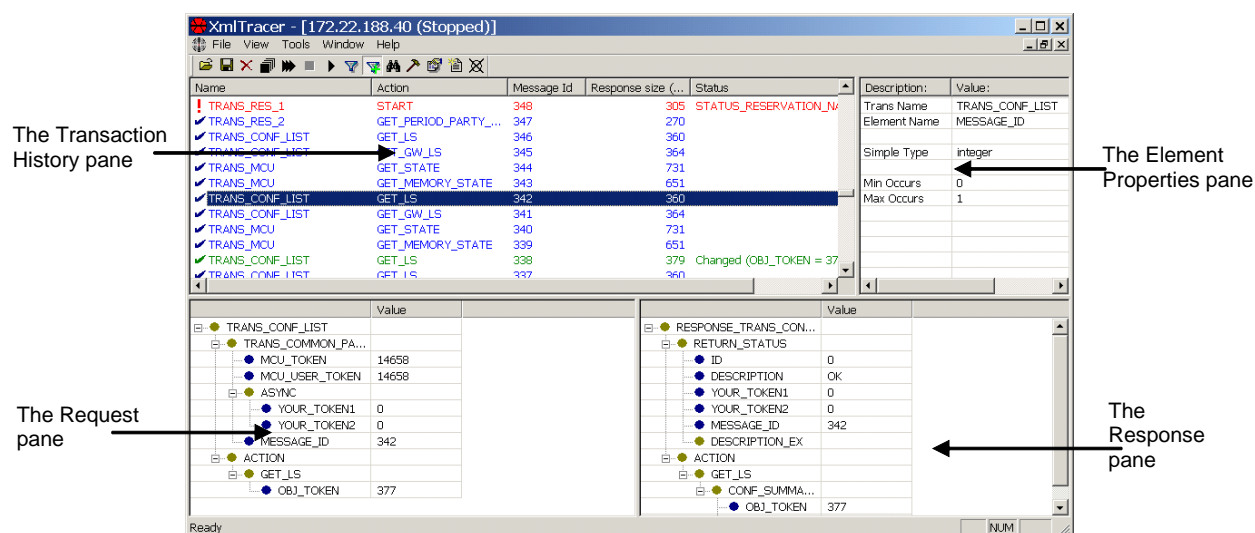 XmlTracer - [172.22.188.40 (Stopped)]
File View Tools Window Help
Name Action Message Id Response size (... Status
TRANS_RES_1 START 348 305 STATUS_RESERVATION_NA
TRANS_RES_2 GET_PERIOD_PARTY_... 347 270
TRANS_CONF_LIST GET_LS 346 360
TRANS_CONF_LIST GET_GW_LS 345 364
TRANS_MCU GET_STATE 344 731
TRANS_MCU GET_MEMORY_STATE 343 651
TRANS_CONF_LIST GET_LS 342 360
TRANS_CONF_LIST GET_GW_LS 341 364
TRANS_MCU GET_STATE 340 731
TRANS_MCU GET_MEMORY_STATE 339 651
TRANS_CONF_LIST GET_LS 338 379 Changed (OBJ_TOKEN = 37
TRANS_CONF_LIST GET_LS 337 360
Description: Value:
Trans Name TRANS_CONF_LIST
Element Name MESSAGE_ID
Simple Type integer
Min Occurs 0
Max Occurs 1
The Transaction
History pane
The Element
Properties pane
Value
TRANS_CONF_LIST
TRANS_COMMON_PA...
MCU_TOKEN 14658
MCU_USER_TOKEN 14658
ASYNC
YOUR_TOKEN1 0
YOUR_TOKEN2 0
MESSAGE_ID 342
ACTION
GET_LS
OBJ_TOKEN 377
Value
RESPONSE_TRANS_CON...
RETURN_STATUS
ID 0
DESCRIPTION OK
YOUR_TOKEN1 0
YOUR_TOKEN2 0
MESSAGE_ID 342
DESCRIPTION_EX
ACTION
GET_LS
CONF_SUMMA...
OBJ_TOKEN 377
The Request
pane
The
Response
pane
Ready NUM